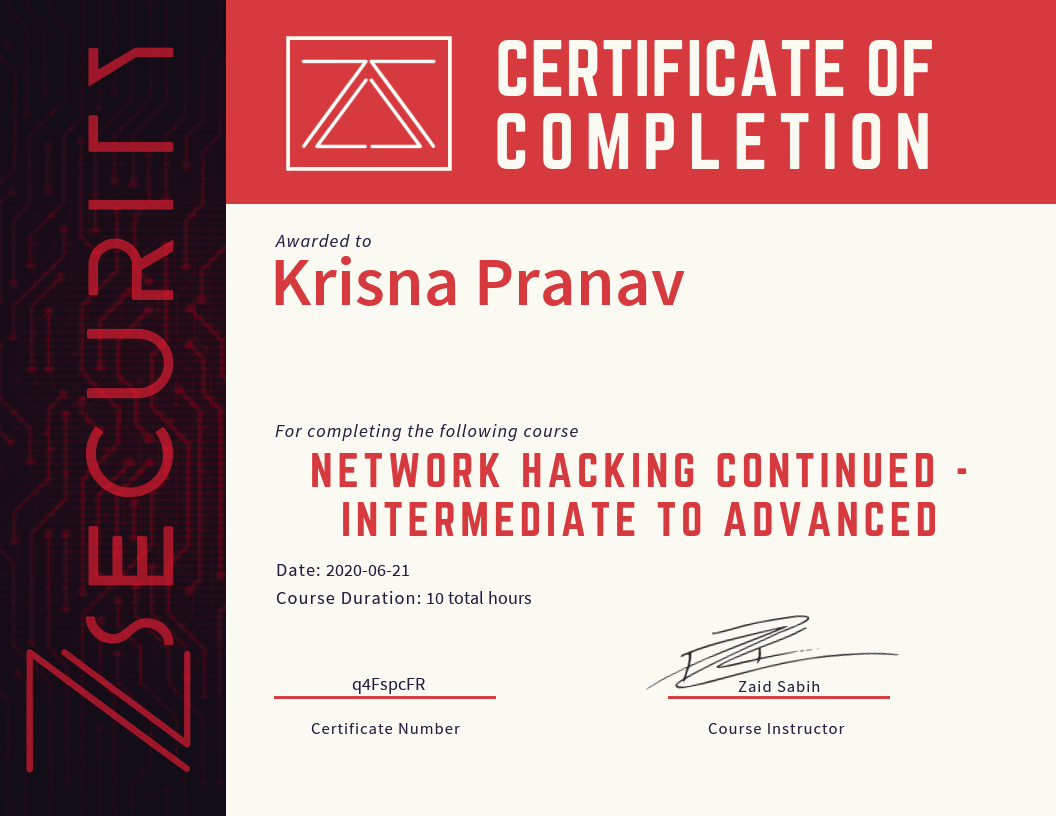 ZSECURITY
CERTIFICATE OF
COMPLETION
Awarded to
Krisna Pranav
For completing the following course
NETWORK HACKING CONTINUED -
INTERMEDIATE TO ADVANCED
Date: 2020-06-21
Course Duration: 10 total hours
q4FspcFR
Certificate Number
Zaid Sabih
Course Instructor